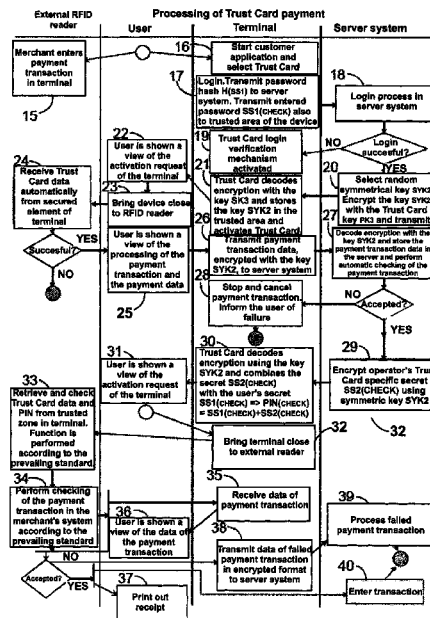 External RFID
reader
Processing of Trust Card payment
User
Terminal
Server system
Merchant enters
payment
transaction
in terminal
15
16
Start customer
application and
select Trust Card
17
Login.Transmit password
hash H(SS1) to
server system. Transmit entered
password SS1(CHECK) also
to trusted area of the device
18
Login process in
server system
19
Trust Card login
verification
mechanism
activated
NO
Login
succesful?
YES
20
Select random
symmetrical key SYK2
Encrypt the key SYK2
with the Trust Card
key PK3 and transmit
21
Trust Card decodes
encryption with
the key SK3 and stores
the key SYK2 in
the trusted area and
activates Trust Card
22
User is shown a
view of the
activation request
of the terminal
23
Bring device close
to RFID reader
24
Receive Trust
Card data
automatically
from secured
element of
terminal
Succesful?
YES
NO
User is shown a
view of the
processing of the
payment
transaction and
the payment data
25
26
Transmit payment
transaction data,
encrypted with the key
SYK2, to server system
27
Decode encryption with the
key SYK2 and store the
payment transaction data in
the server and perform
automatic checking of the
payment transaction
28
Stop and cancel
payment transaction.
Inform the user of
failure
NO
Accepted?
YES
29
Encrypt operator's Trust
Card specific secret
SS2(CHECK) using
symmetric key SYK2
32
30
Trust Card decodes
encryption using the key
SYK2 and combines the
secret SS2(CHECK)
with the user's secret
SS1(CHECK) => PIN(CHECK)
= SS1(CHECK)+SS2(CHECK)
31
User is shown a
view of the
activation request
of the terminal
Bring terminal close
to external reader
32
33
Retrieve and check
Trust Card data and
PIN from trusted
zone in terminal.
Function is
performed
according to the
prevailing standard.
34
Perform checking of
the payment
transaction in the
merchant's system
according to the
prevailing standard
35
Receive data of
payment transaction
36
User is shown a
view of the data of
the payment
transaction
38
Transmit data of failed
payment transaction
in encrypted format
to server system
39
Process failed
payment transaction
NO
Accepted?
YES
37
Print out
receipt
40
Enter transaction